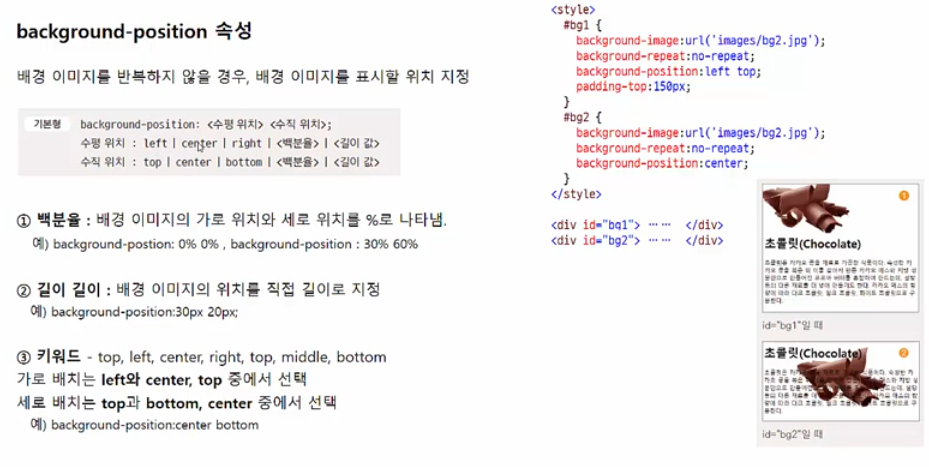 background-position 속성
배경 이미지를 반복하지 않을 경우, 배경 이미지를 표시할 위치 지정
기본형 background-position: <수평 위치> <수직 위치>;
수평 위치 : left | center | right | <백분율> | <길이 값>
수직 위치 : top | center | bottom | <백분율> | <길이 값>
① 백분율 : 배경 이미지의 가로 위치와 세로 위치를 %로 나타냄.
예) background-postion: 0% 0% , background-position : 30% 60%
② 길이 길이 : 배경 이미지의 위치를 직접 길이로 지정
예) background-position:30px 20px;
③ 키워드 - top, left, center, right, top, middle, bottom
가로 배치는 left와 center, top 중에서 선택
세로 배치는 top과 bottom, center 중에서 선택
예) background-position:center bottom
<style>
#bg1 {
background-image:url('images/bg2.jpg');
background-repeat:no-repeat;
background-position:left top;
padding-top:150px;
}
#bg2 {
background-image:url('images/bg2.jpg');
background-repeat:no-repeat;
background-position:center;
}
</style>
<div id="bg1"> …… </div>
<div id="bg2"> …… </div>
1
초콜릿(Chocolate)
id="bg1"일 때
초콜릿(Chocolate)
2
id="bg2"일 때